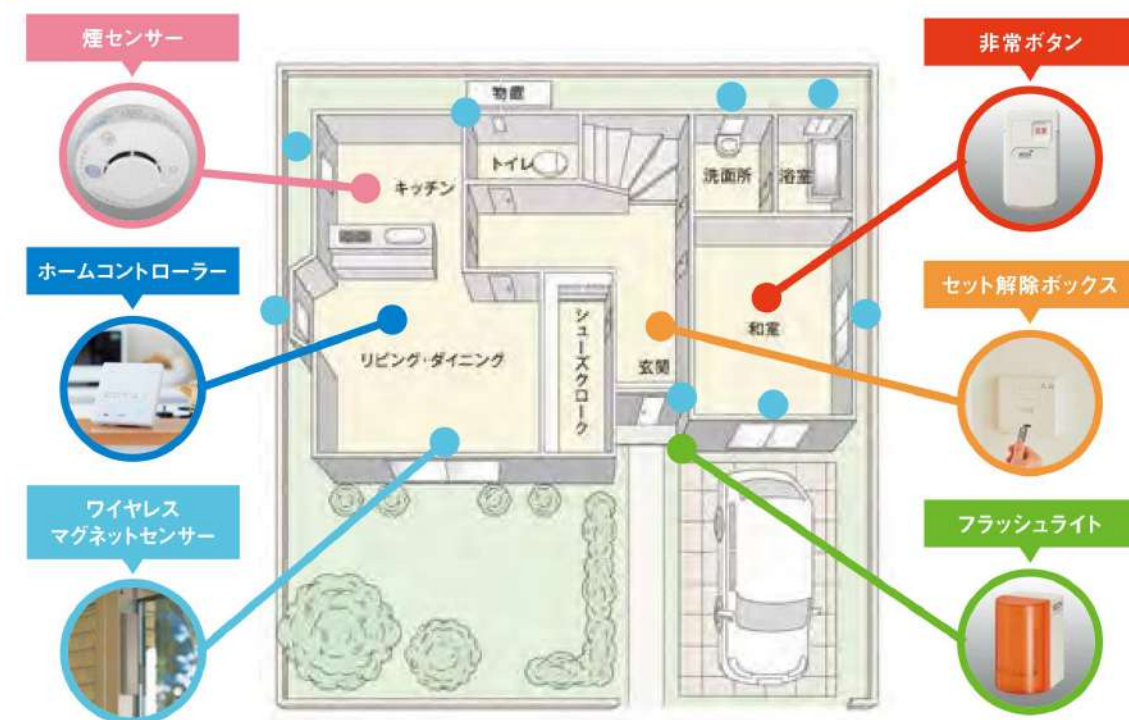 煙センサー
非常ボタン
物置
トイレ
キッチン
洗面所
浴室
ホームコントローラー
セット解除ボックス
和室
シューズクローク
リビング・ダイニング
玄関
ワイヤレス
マグネットセンサー
フラッシュライト